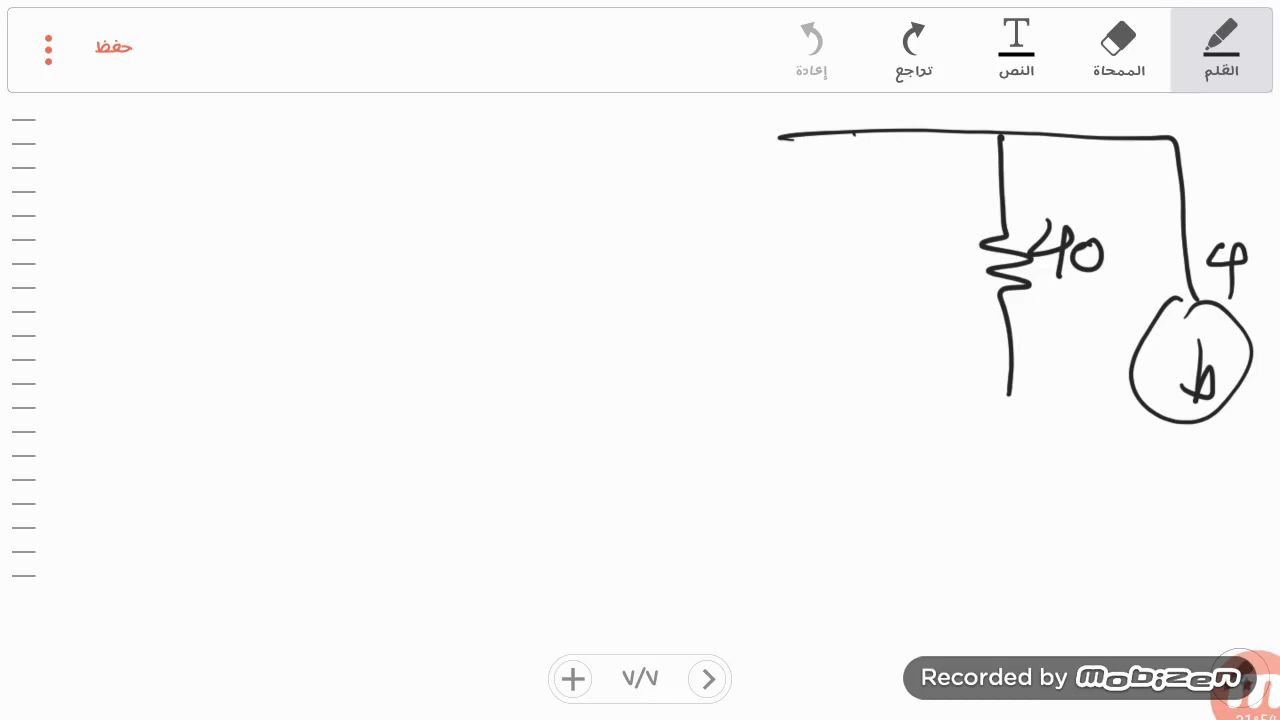 حفظ
إعادة
تراجع
النص
الممحاة
القلم
40
4
٧/٧
Recorded by mobizen